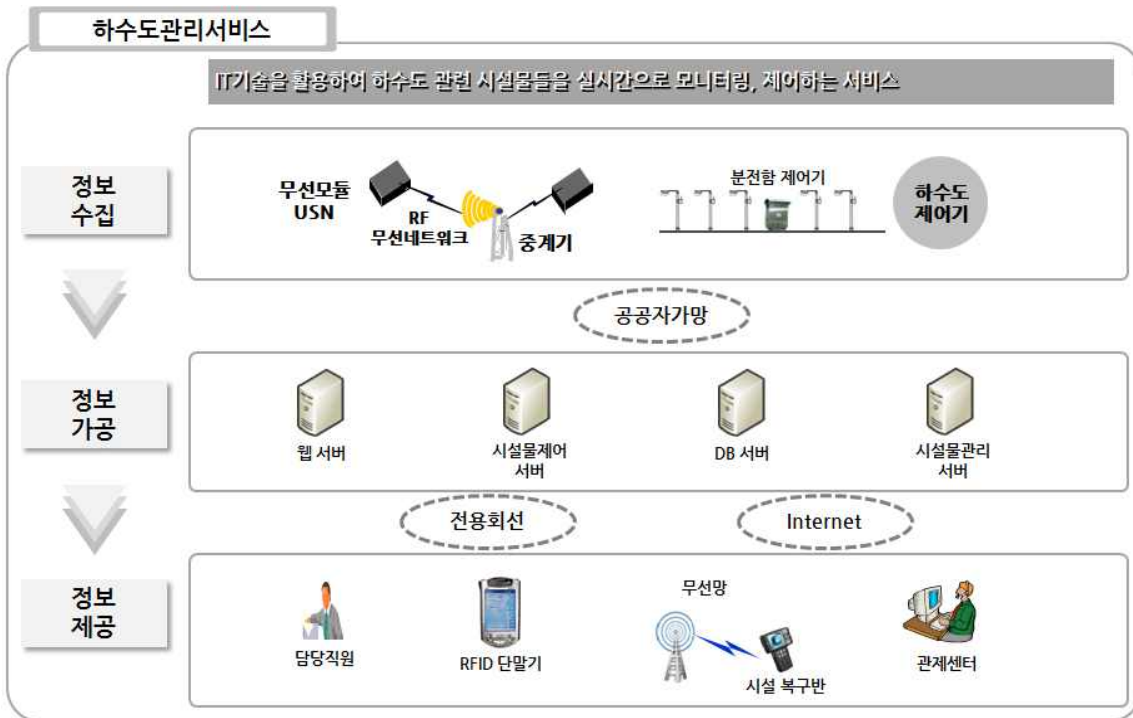 하수도관리서비스
IT기술을 활용하여 하수도 관련 시설물들을 실시간으로 모니터링, 제어하는 서비스
정보
수집
무선모듈
USN
RF
무선네트워크
중계기
분전함 제어기
하수도
제어기
공공자가망
정보
가공
웹 서버
시설물제어
서버
DB 서버
시설물관리
서버
전용회선
Internet
정보
제공
담당직원
RFID 단말기
무선망
시설 복구반
관제센터